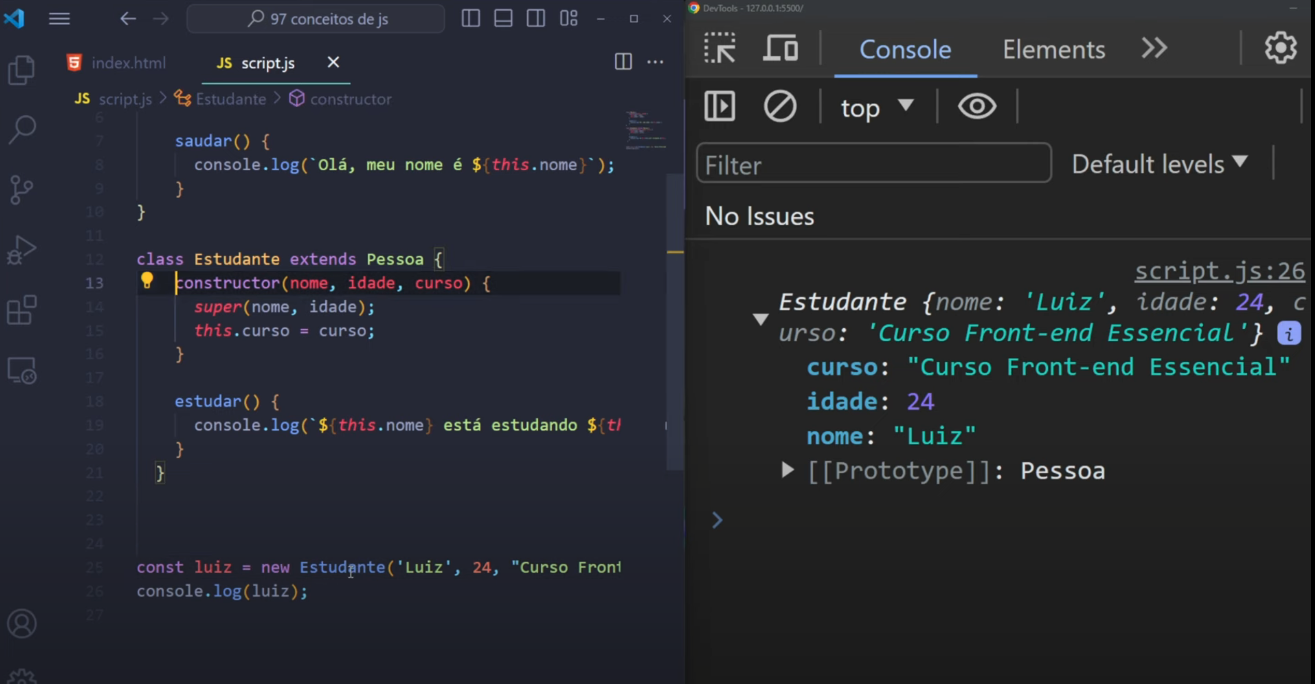 97 conceitos de js
index.html
JS script.js
JS script.js > Estudante > constructor
6
7 saudar() {
8 console.log(`Olá, meu nome é ${this.nome}`);
9 }
10 }
11
12 class Estudante extends Pessoa {
13 constructor(nome, idade, curso) {
14 super(nome, idade);
15 this.curso = curso;
16 }
17
18 estudar() {
19 console.log(`${this.nome} está estudando ${th
20 }
21 }
22
23
24
25 const luiz = new Estudante('Luiz', 24, "Curso Front
26 console.log(luiz);
27
DevTools - 127.0.0.1:5500/
Console Elements
top
Filter Default levels
No Issues
script.js:26
Estudante {nome: 'Luiz', idade: 24, c
urso: 'Curso Front-end Essencial'} i
curso: "Curso Front-end Essencial"
idade: 24
nome: "Luiz"
[[Prototype]]: Pessoa